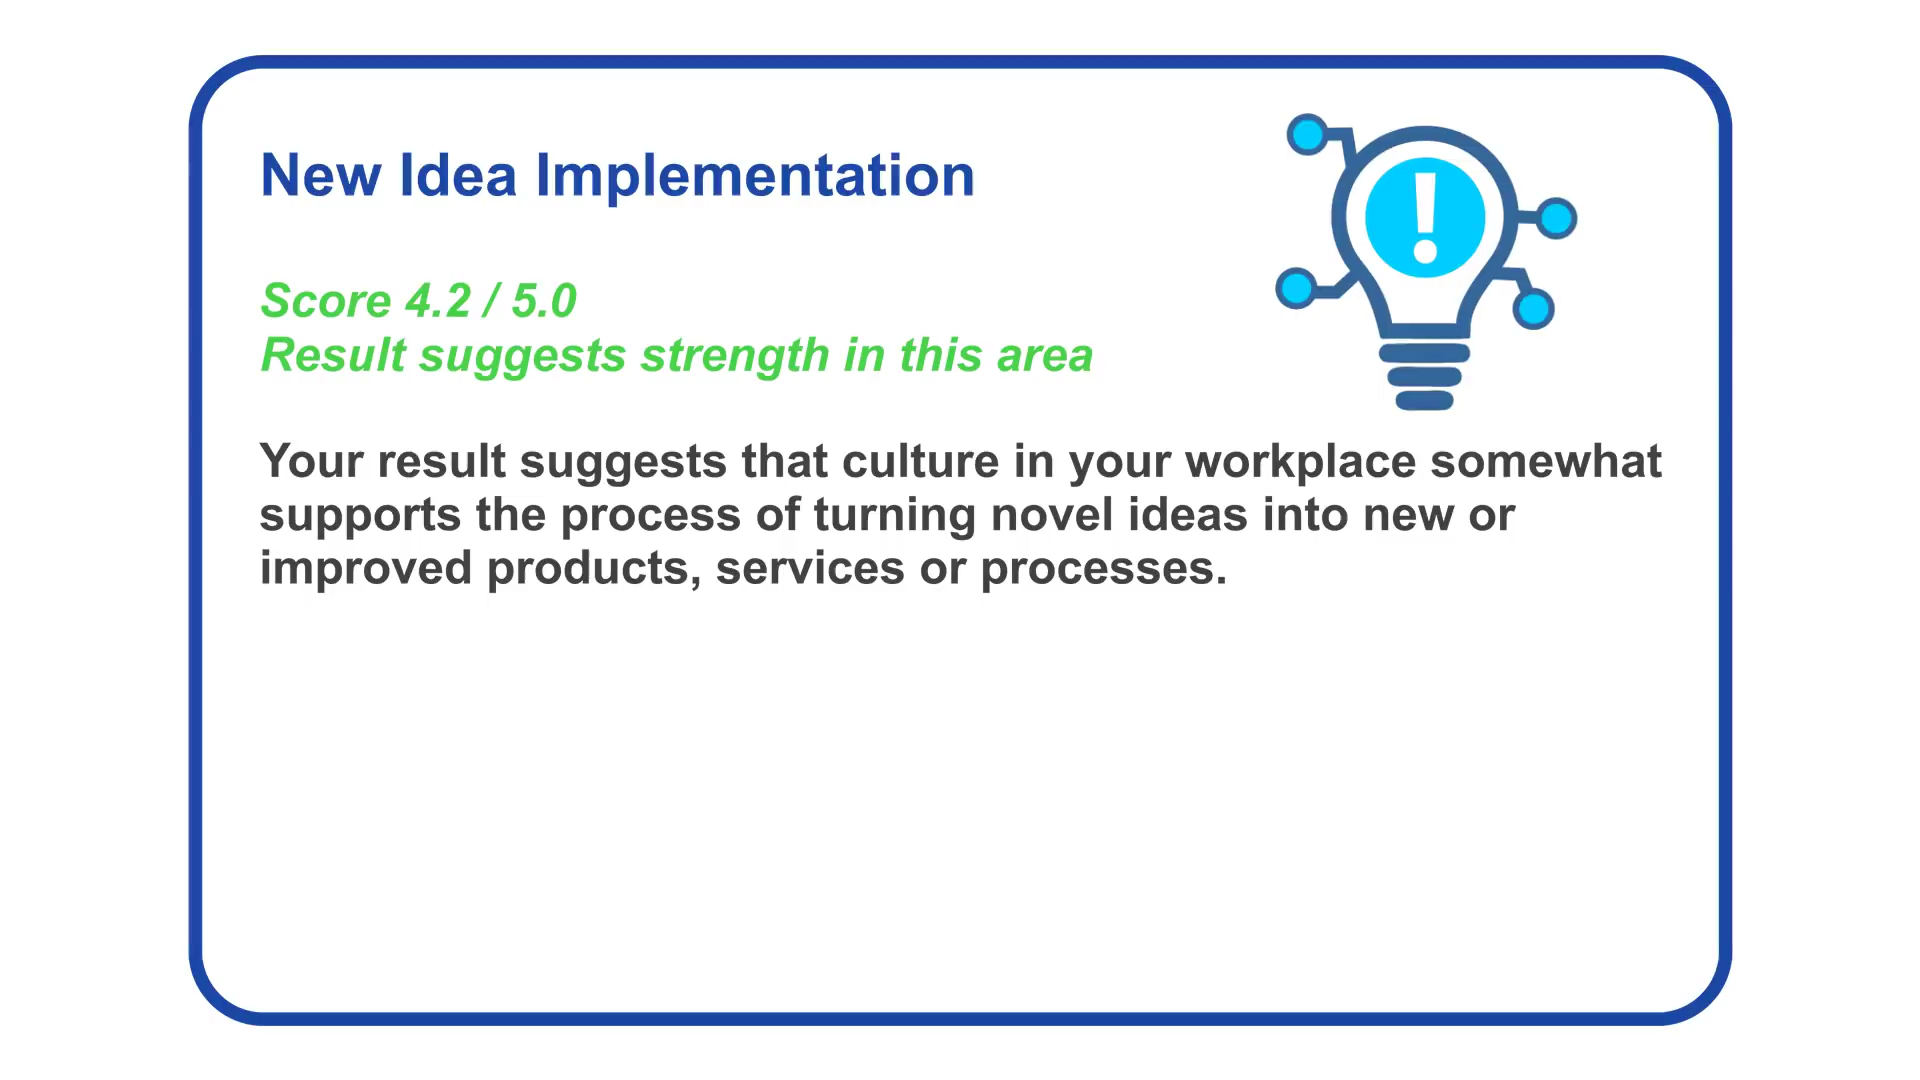 New Idea Implementation
Score 4.2 / 5.0
Result suggests strength in this area
Your result suggests that culture in your workplace somewhat
supports the process of turning novel ideas into new or
improved products, services or processes.
!